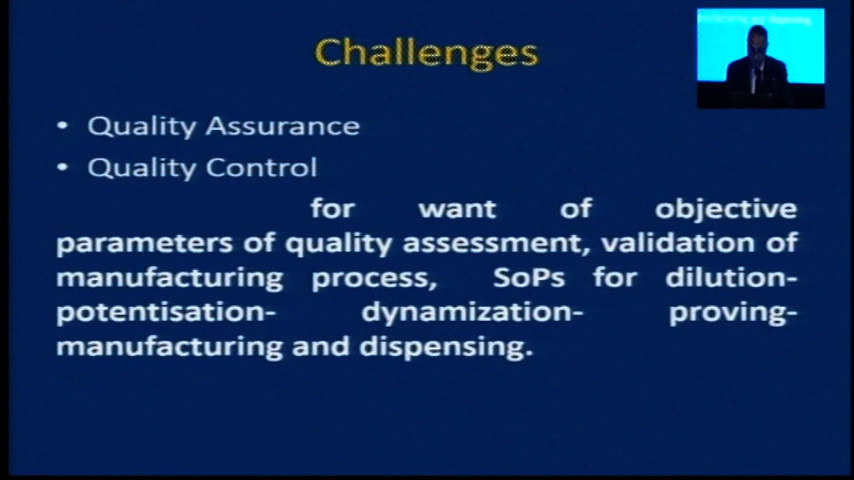 Challenges
• Quality Assurance
• Quality Control
for want of objective
parameters of quality assessment, validation of
manufacturing process, SoPs for dilution-
potentisation- dynamization- proving-
manufacturing and dispensing.